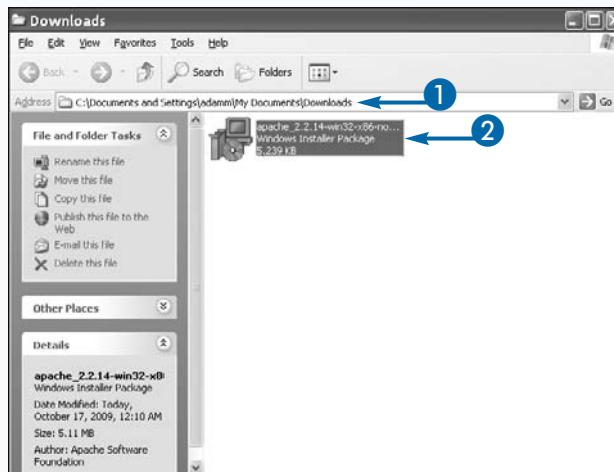 Downloads
File Edit View Favorites Tools Help
Back Search Folders
Address C:\Documents and Settings\adamm\My Documents\Downloads Go
1
File and Folder Tasks
Rename this file
Move this file
Copy this file
Publish this file to the
Web
E-mail this file
Delete this file
Other Places
Details
apache_2.2.14-win32-x8
Windows Installer Package
Date Modified: Today,
October 17, 2009, 12:10 AM
Size: 5.11 MB
Author: Apache Software
Foundation
apache_2.2.14-win32-x86-no...
Windows Installer Package
5,239 KB
2